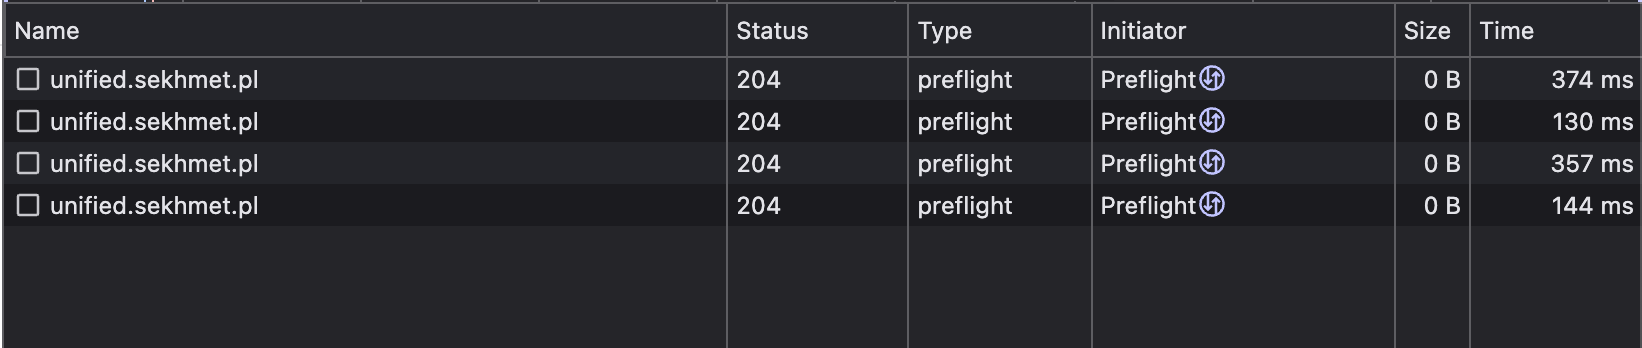 Name Status Type Initiator Size Time
unified.sekhmet.pl 204 preflight Preflight 0 B 374 ms
unified.sekhmet.pl 204 preflight Preflight 0 B 130 ms
unified.sekhmet.pl 204 preflight Preflight 0 B 357 ms
unified.sekhmet.pl 204 preflight Preflight 0 B 144 ms